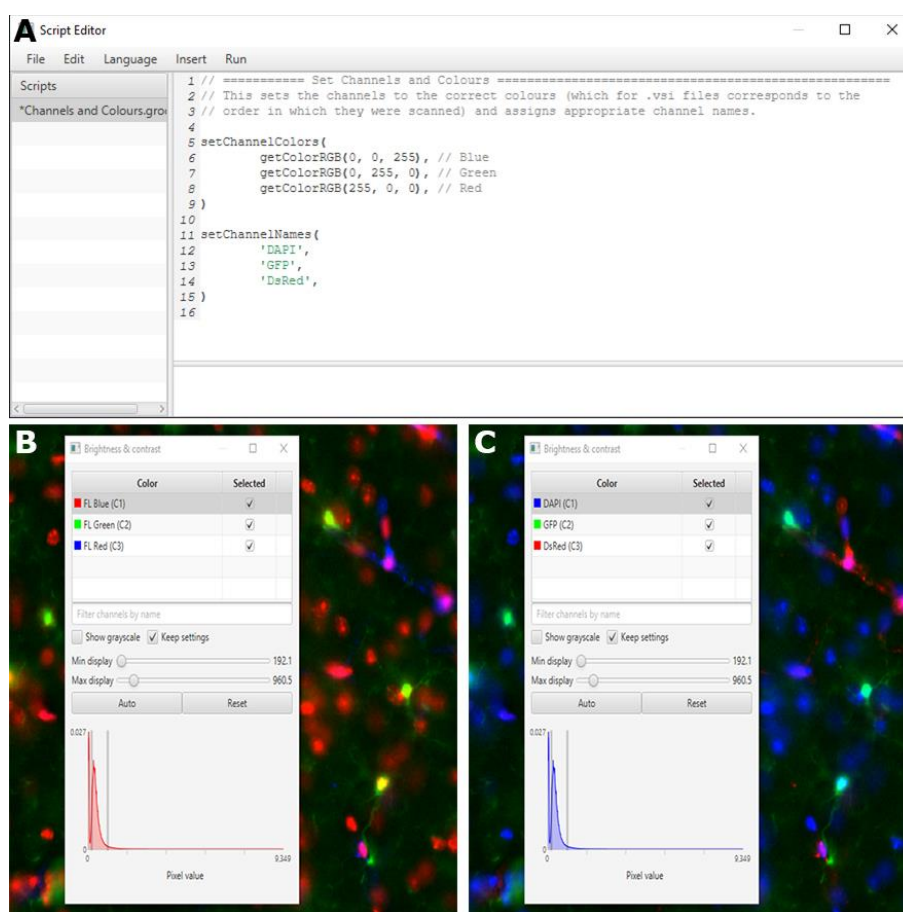 A
Script Editor
File Edit Language Insert Run
Scripts
*Channels and Colours.gro
1 // =========== Set Channels and Colours =====================================================
2 // This sets the channels to the correct colours (which for .vsi files corresponds to the
3 // order in which they were scanned) and assigns appropriate channel names.
4
5 setChannelColors(
6 getColorRGB(0, 0, 255), // Blue
7 getColorRGB(0, 255, 0), // Green
8 getColorRGB(255, 0, 0), // Red
9 )
10
11 setChannelNames(
12 'DAPI',
13 'GFP',
14 'DsRed',
15 )
16
B
Brightness & contrast
Color Selected
FL Blue (C1)
FL Green (C2)
FL Red (C3)
Filter channels by name
Show grayscale Keep settings
Min display 192.1
Max display 960.5
Auto Reset
0.027
0
0 9,349
Pixel value
C
Brightness & contrast
Color Selected
DAPI (C1)
GFP (C2)
DsRed (C3)
Filter channels by name
Show grayscale Keep settings
Min display 192.1
Max display 960.5
Auto Reset
0.027
0
0 9,349
Pixel value